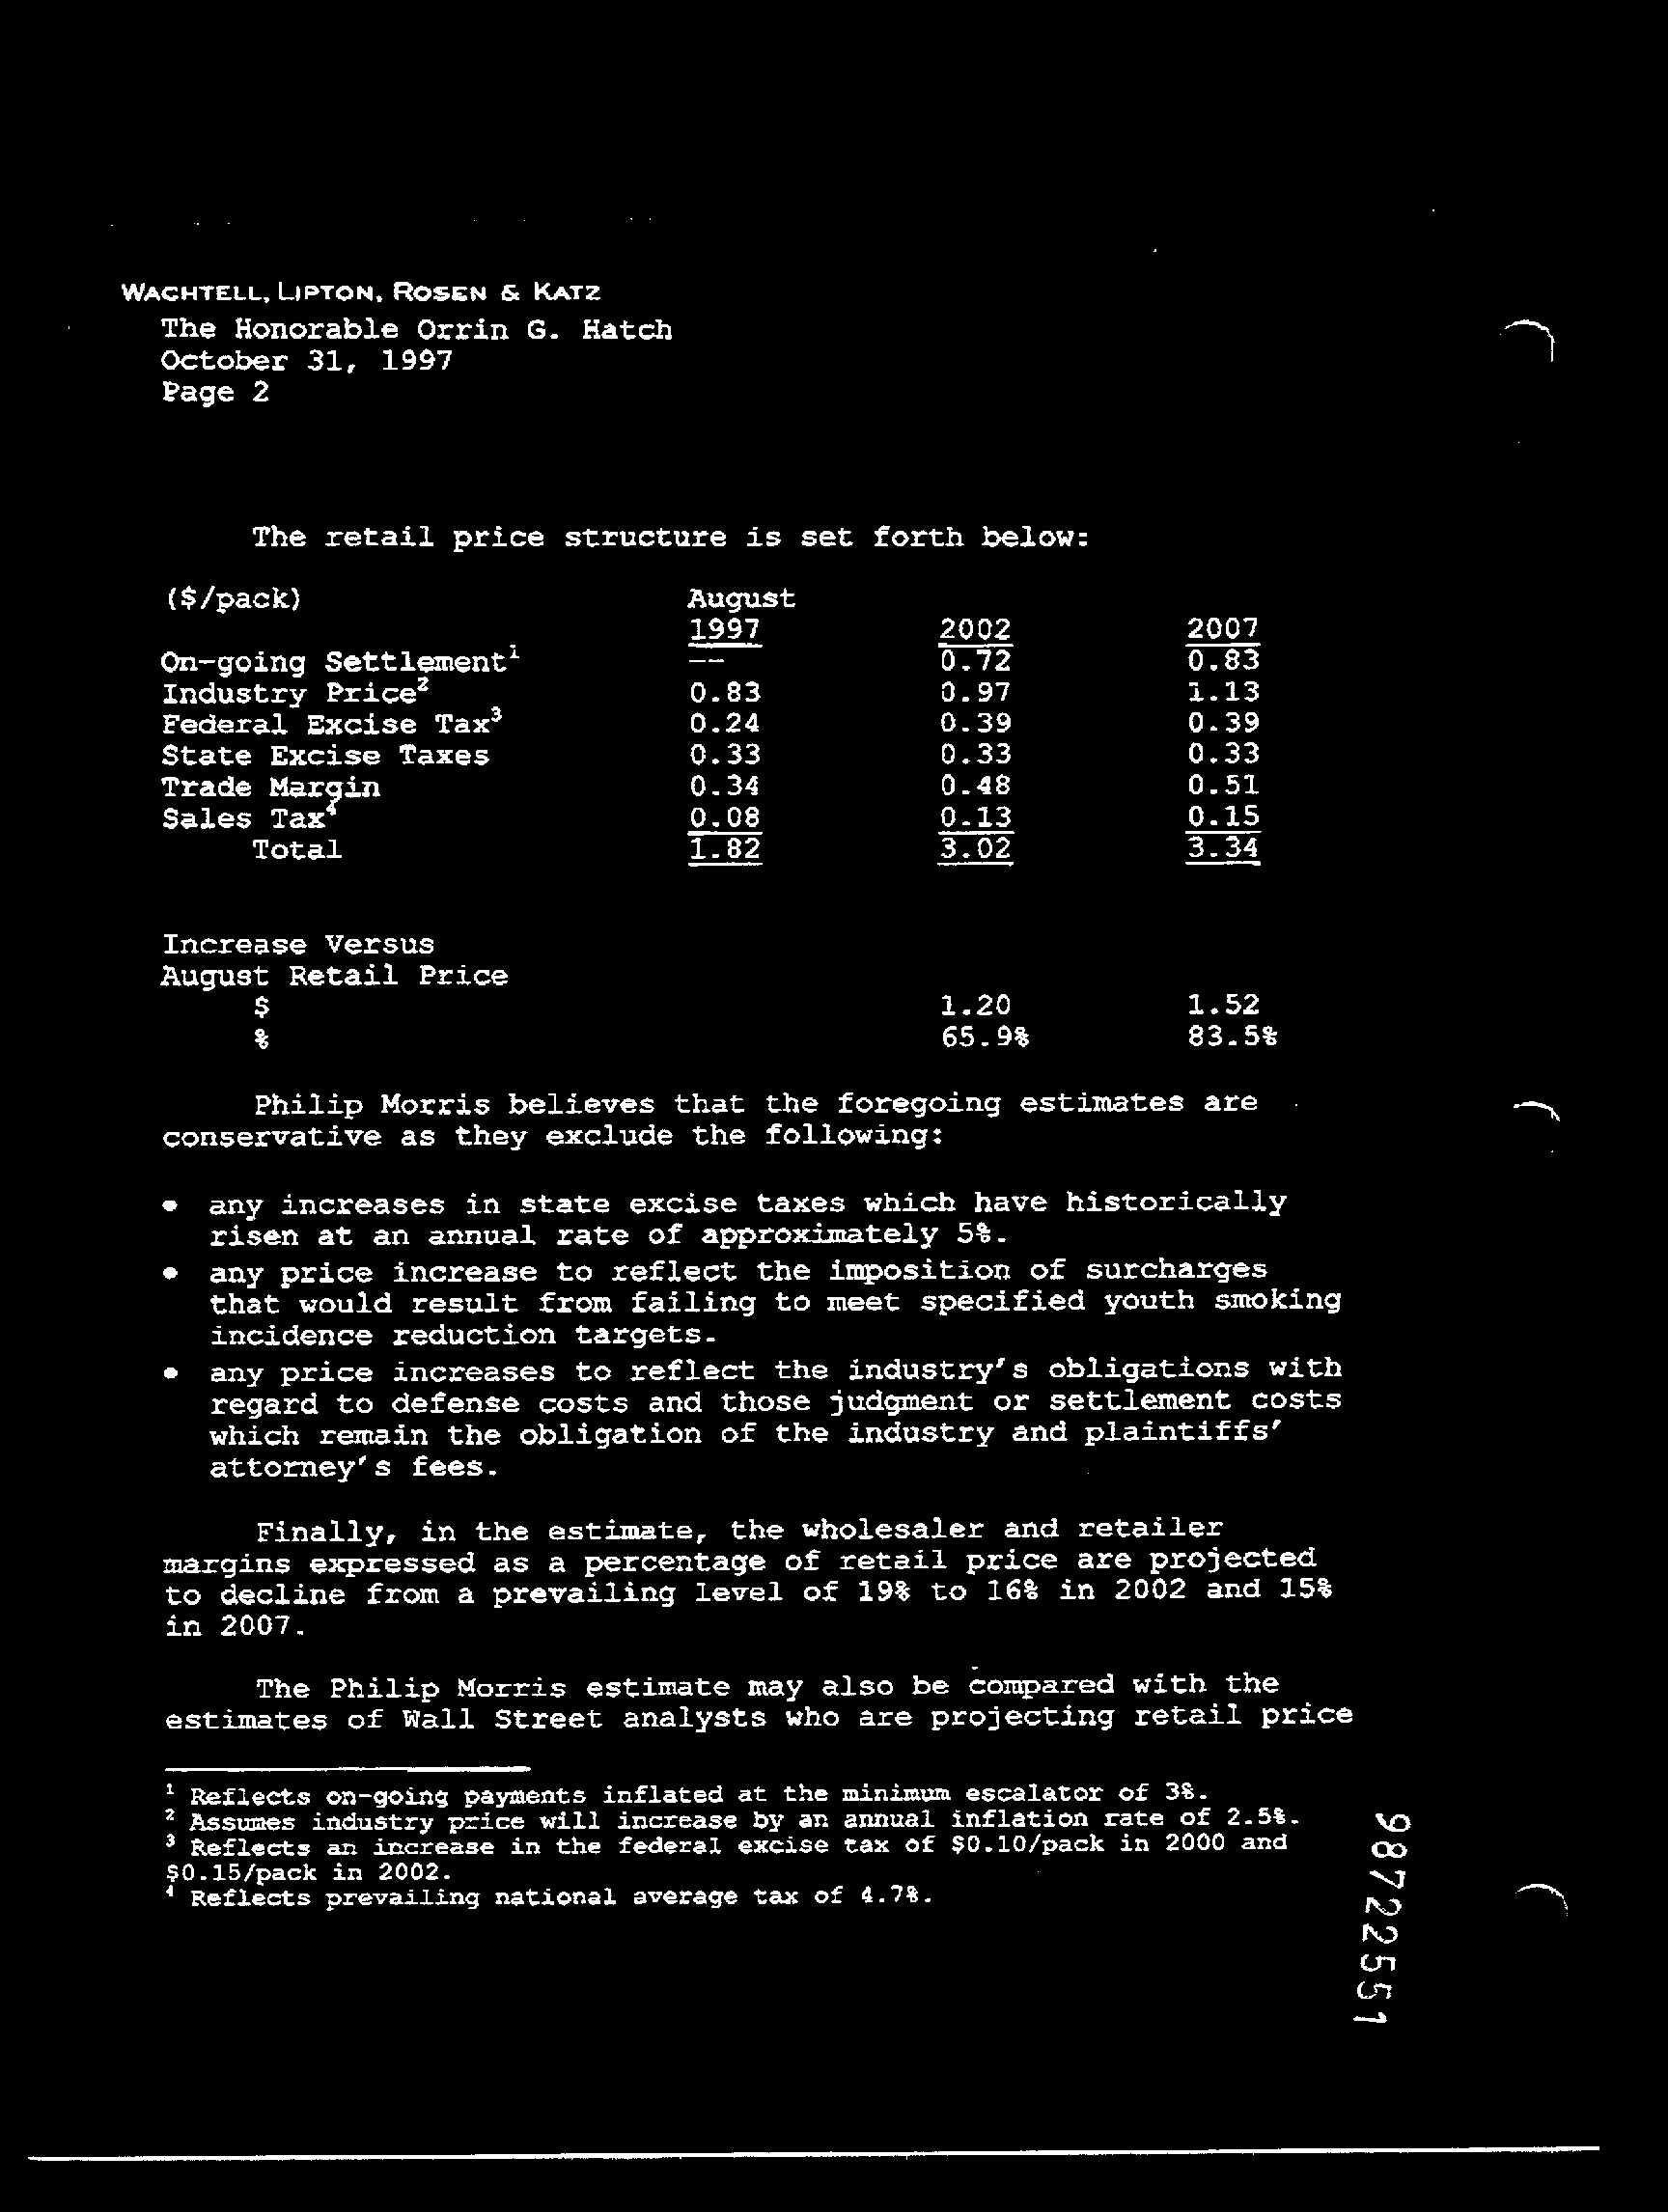 WACHTELL, LIPTON, ROSEN & KATZ
The Honorable Orrin G. Hatch
October 31, 1997
Page 2
The retail price structure is set forth below:
($/pack) August
1997 2002 2007
On-going Settlement¹ -- 0.72 0.83
Industry Price² 0.83 0.97 1.13
Federal Excise Tax³ 0.24 0.39 0.39
State Excise Taxes 0.33 0.33 0.33
Trade Margin 0.34 0.48 0.51
Sales Tax⁴ 0.08 0.13 0.15
Total 1.82 3.02 3.34
Increase Versus
August Retail Price
$ 1.20 1.52
% 65.9% 83.5%
Philip Morris believes that the foregoing estimates are
conservative as they exclude the following:
• any increases in state excise taxes which have historically
risen at an annual rate of approximately 5%.
• any price increase to reflect the imposition of surcharges
that would result from failing to meet specified youth smoking
incidence reduction targets.
• any price increases to reflect the industry's obligations with
regard to defense costs and those judgment or settlement costs
which remain the obligation of the industry and plaintiffs'
attorney's fees.
Finally, in the estimate, the wholesaler and retailer
margins expressed as a percentage of retail price are projected
to decline from a prevailing level of 19% to 16% in 2002 and 15%
in 2007.
The Philip Morris estimate may also be compared with the
estimates of Wall Street analysts who are projecting retail price
¹ Reflects on-going payments inflated at the minimum escalator of 3%.
² Assumes industry price will increase by an annual inflation rate of 2.5%.
³ Reflects an increase in the federal excise tax of $0.10/pack in 2000 and
$0.15/pack in 2002.
⁴ Reflects prevailing national average tax of 4.7%.
98722551